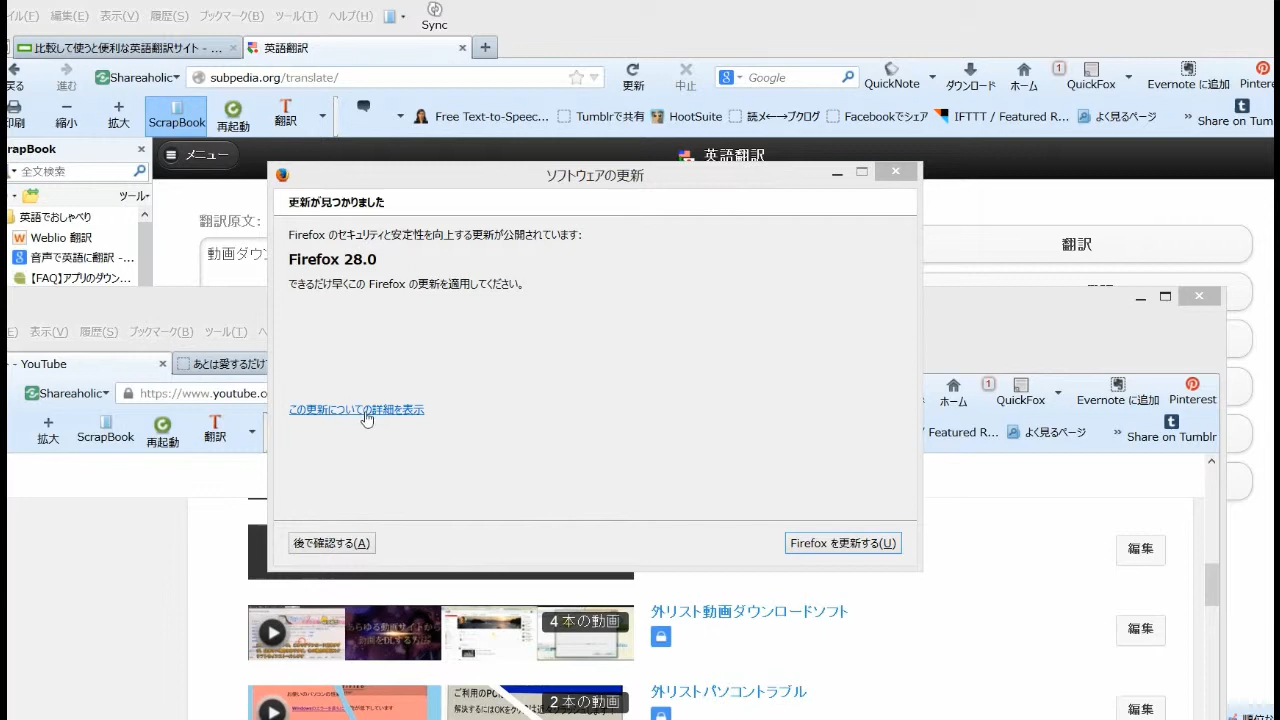 イル(F) 編集(E) 表示(V) 履歴(S) ブックマーク(B) ツール(T) ヘルプ(H)
Sync
比較して使うと便利な英語翻訳サイト - ...
英語翻訳
戻る 進む Shareaholic subpedia.org/translate/ 更新 中止 Google QuickNote ダウンロード ホーム 1 QuickFox Evernote に追加 Pintere
印刷 縮小 拡大 ScrapBook 再起動 翻訳 Free Text-to-Speec... Tumblrで共有 HootSuite 読メ←→ブクログ Facebookでシェア IFTTT / Featured R... よく見るページ » Share on Tum
crapBook
メニュー
英語翻訳
全文検索
ツール
英語でおしゃべり
Weblio 翻訳
音声で英語に翻訳 -...
【FAQ】アプリのダウン...
翻訳原文:
動画ダウン
翻訳
ソフトウェアの更新
更新が見つかりました
Firefox のセキュリティと安定性を向上する更新が公開されています:
Firefox 28.0
できるだけ早くこの Firefox の更新を適用してください。
この更新についての詳細を表示
後で確認する(A)
Firefox を更新する(U)
E) 表示(V) 履歴(S) ブックマーク(B) ツール(T) ヘ
- YouTube
あとは愛するだけ
Shareaholic https://www.youtube.c
ホーム 1 QuickFox Evernote に追加 Pinterest
拡大 ScrapBook 再起動 翻訳
/ Featured R... よく見るページ » Share on Tumblr
編集
4 本の動画
外リスト動画ダウンロードソフト
編集
2 本の動画
外リストパソコントラブル
編集